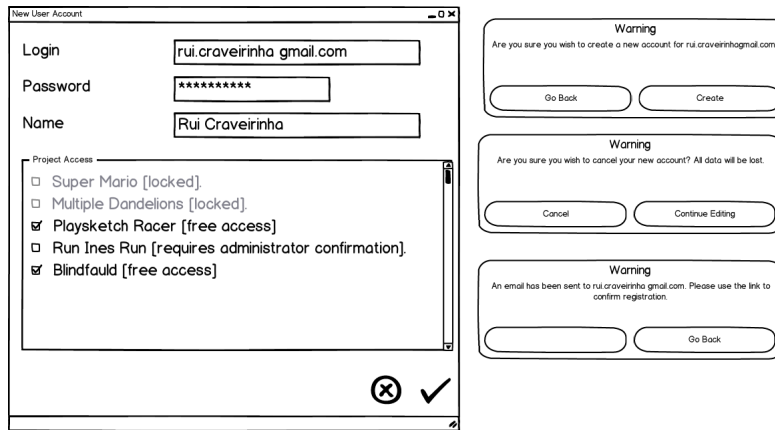 New User Account
Login
rui.craveirinha gmail.com
Password
**********
Name
Rui Craveirinha
Project Access
Super Mario [locked].
Multiple Dandelions [locked].
Playsketch Racer [free access]
Run Ines Run [requires administrator confirmation].
Blindfauld [free access]
Warning
Are you sure you wish to create a new account for rui.craveirinhagmail.com
Go Back
Create
Warning
Are you sure you wish to cancel your new account? All data will be lost.
Cancel
Continue Editing
Warning
An email has been sent to rui.craveirinha gmail.com. Please use the link to
confirm registration.
Go Back